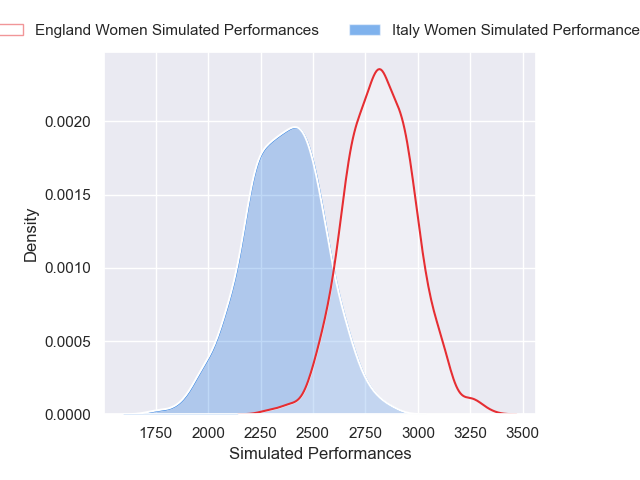 England Women Simulated Performances
Italy Women Simulated Performance
0.0020
0.0015
0.0010
0.0005
0.0000
Density
1750 2000 2250 2500 2750 3000 3250 3500
Simulated Performances